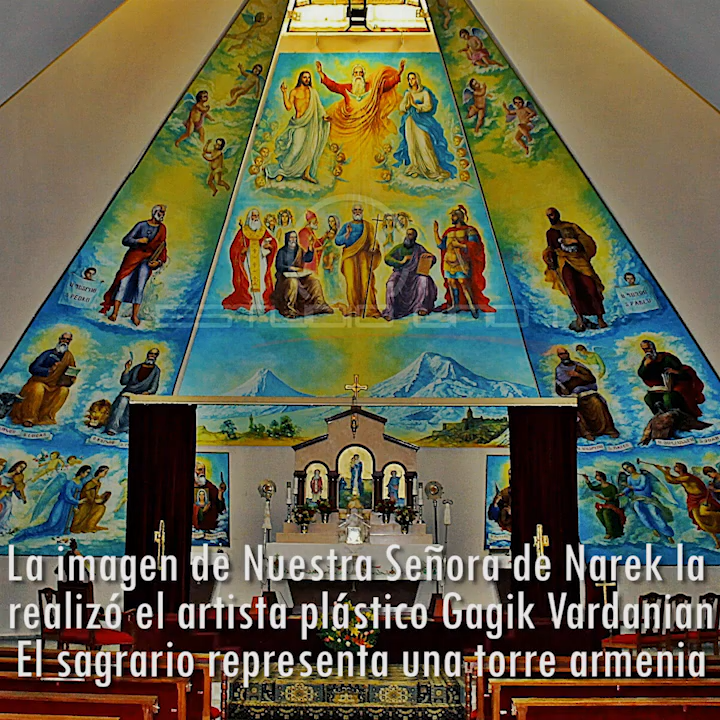 La imagen de Nuestra Señora de Narek la
realizó el artista plástico Gagik Vardanian
El sagrario representa una torre armenia